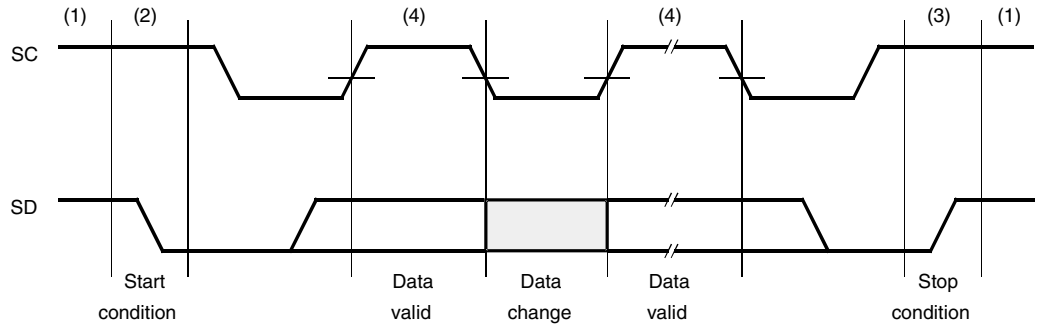 (1) (2) (4) (4) (3) (1)
SC
SD
Start Data Data Data Stop
condition valid change valid condition